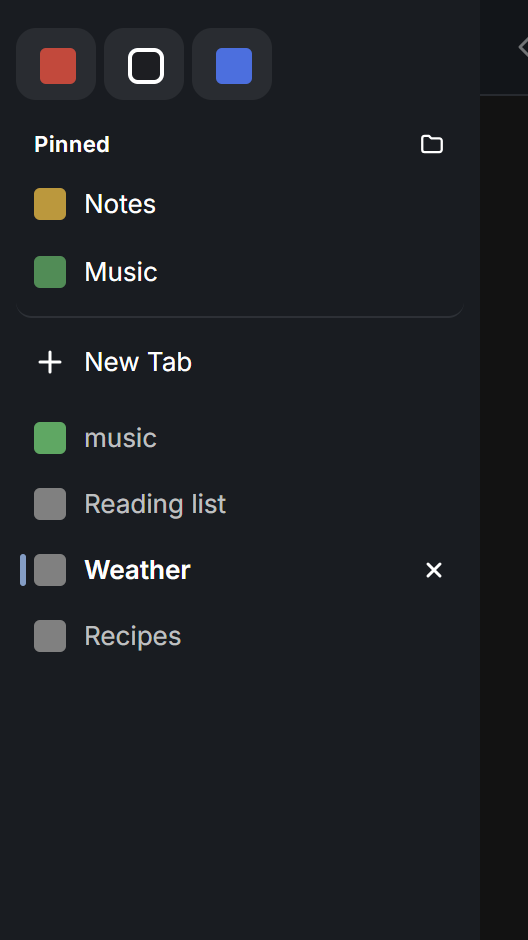 Pinned
Notes
Music
New Tab
music
Reading list
Weather
Recipes